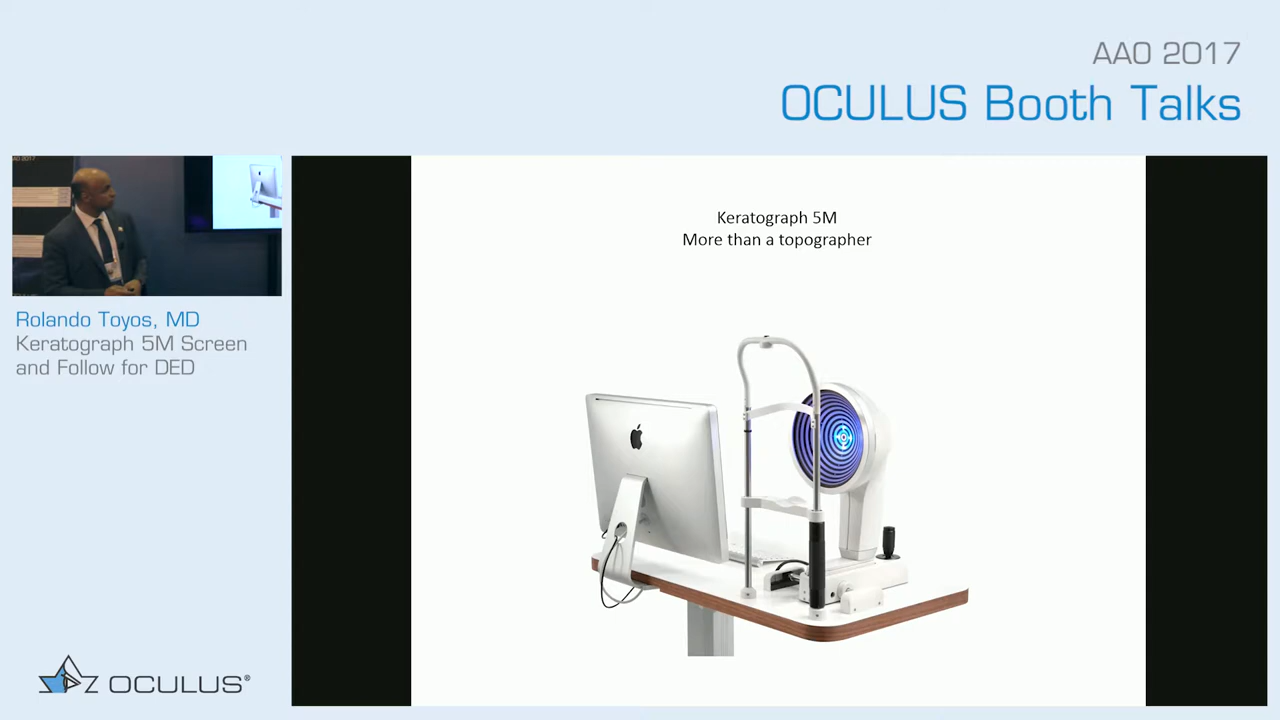 AAO 2017
OCULUS Booth Talks
Keratograph 5M
More than a topographer
Rolando Toyos, MD
Keratograph 5M Screen
and Follow for DED
OCULUS®